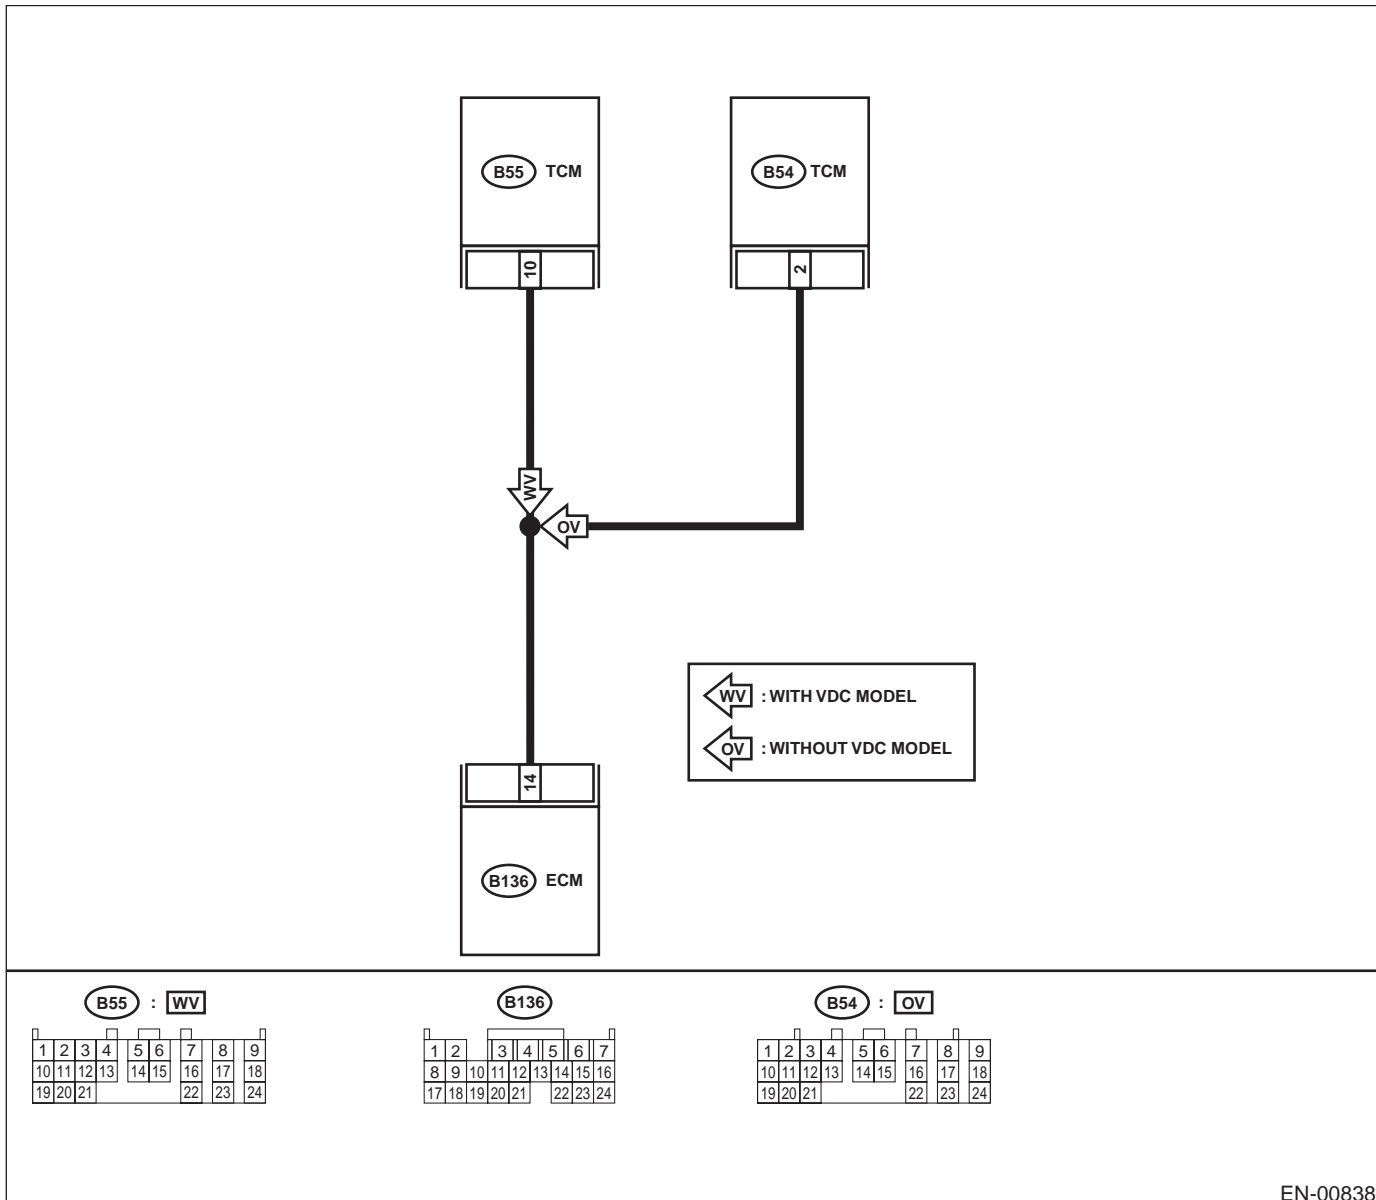 B55 TCM
B54 TCM
10
2
WV
OV
WV : WITH VDC MODEL
OV : WITHOUT VDC MODEL
14
B136 ECM
B55 : WV
B136
B54 : OV
1 2 3 4 5 6 7 8 9
10 11 12 13 14 15 16 17 18
19 20 21 22 23 24
1 2 3 4 5 6 7
8 9 10 11 12 13 14 15 16
17 18 19 20 21 22 23 24
1 2 3 4 5 6 7 8 9
10 11 12 13 14 15 16 17 18
19 20 21 22 23 24
EN-00838